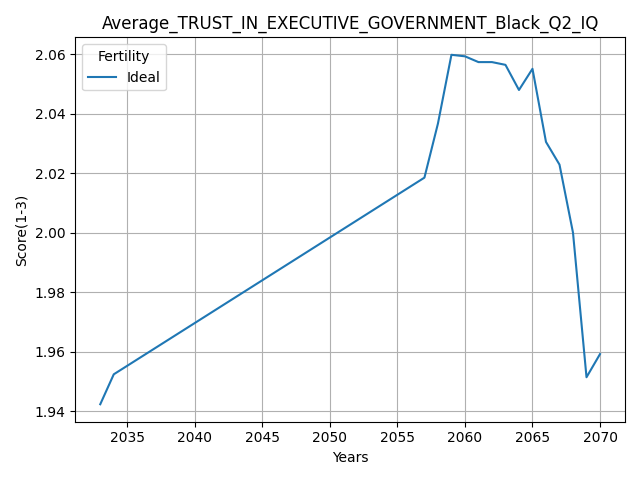 Average_TRUST_IN_EXECUTIVE_GOVERNMENT_Black_Q2_IQ
Fertility
Ideal
2.06
2.04
2.02
2.00
1.98
1.96
1.94
Score(1-3)
2035 2040 2045 2050 2055 2060 2065 2070
Years